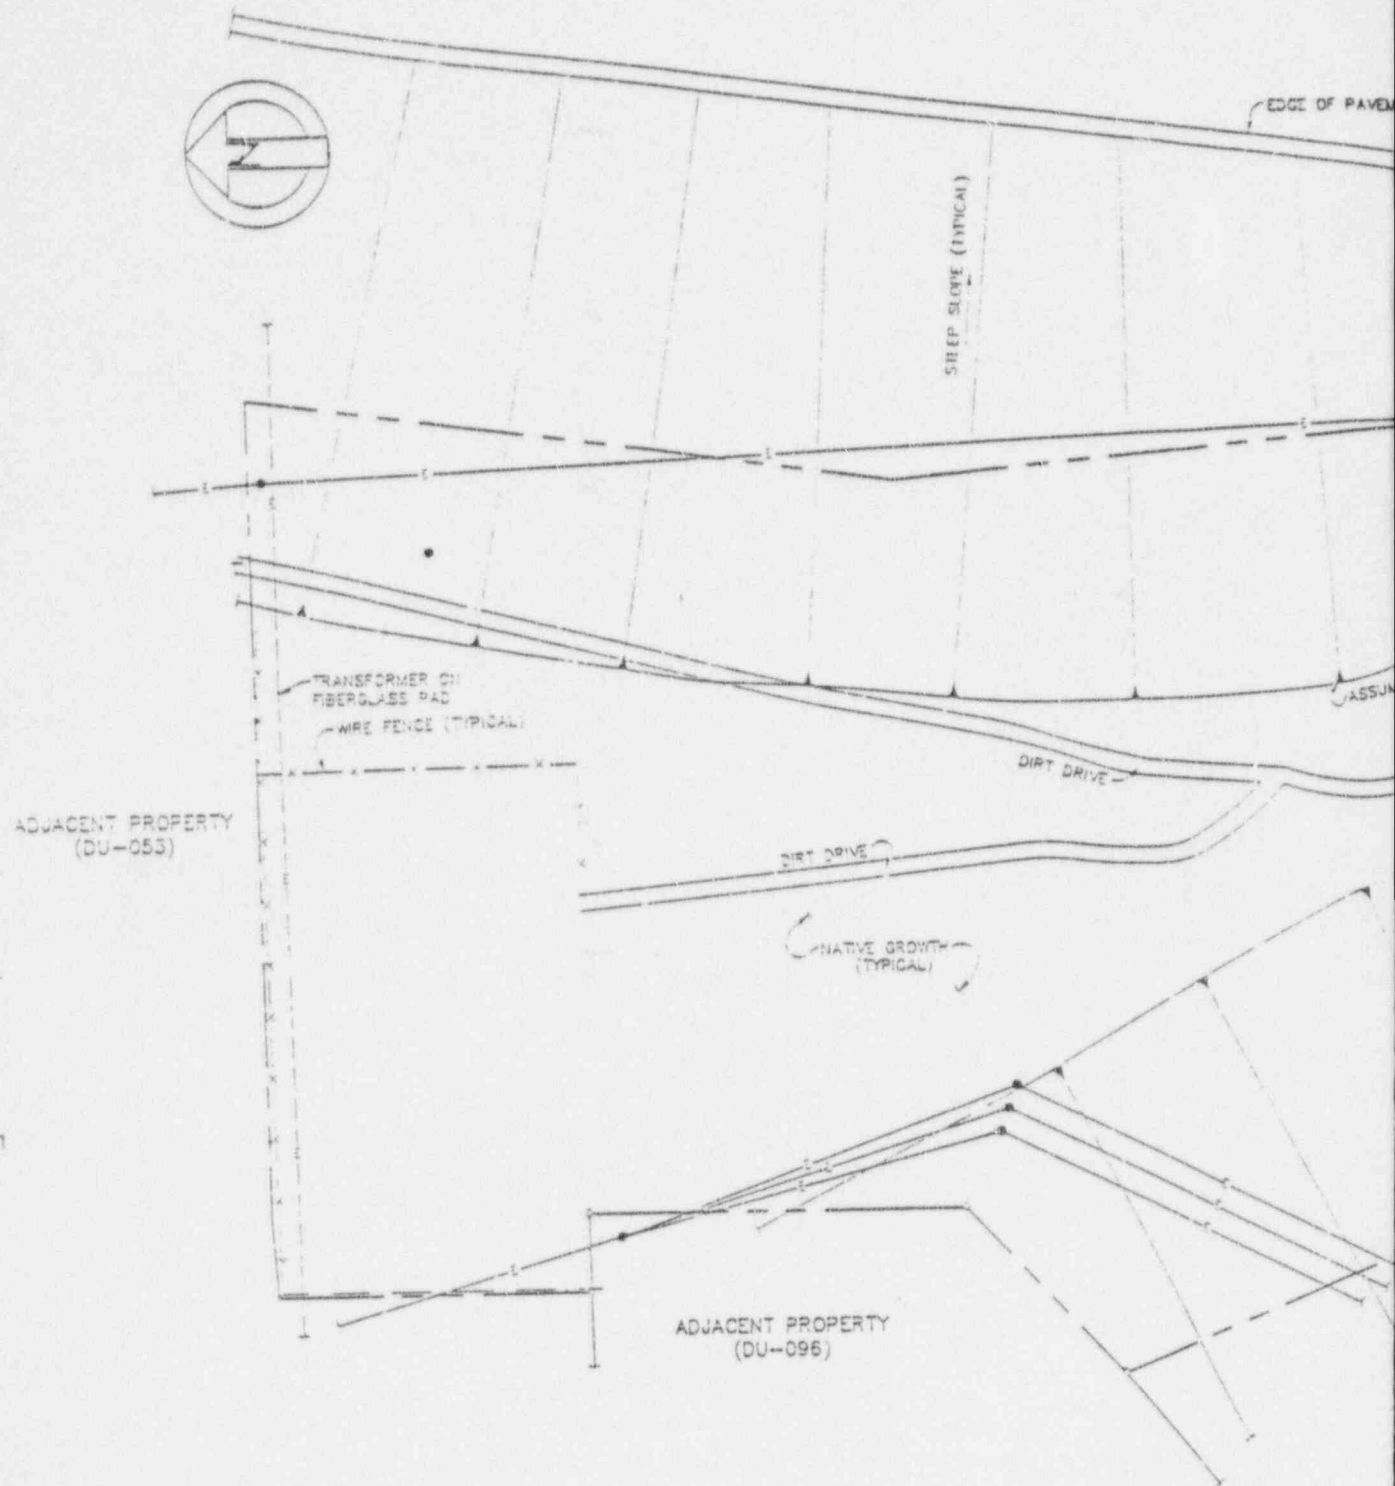 EDGE OF PAVEM
N
STEEP SLOPE (TYPICAL)
E
E
E
E
TRANSFORMER ON
FIBERGLASS PAD
WIRE FENCE (TYPICAL)
ASSUM
DIRT DRIVE
ADJACENT PROPERTY
(DU-053)
DIRT DRIVE
NATIVE GROWTH
(TYPICAL)
E
E
E
E
E
E
E
ADJACENT PROPERTY
(DU-096)